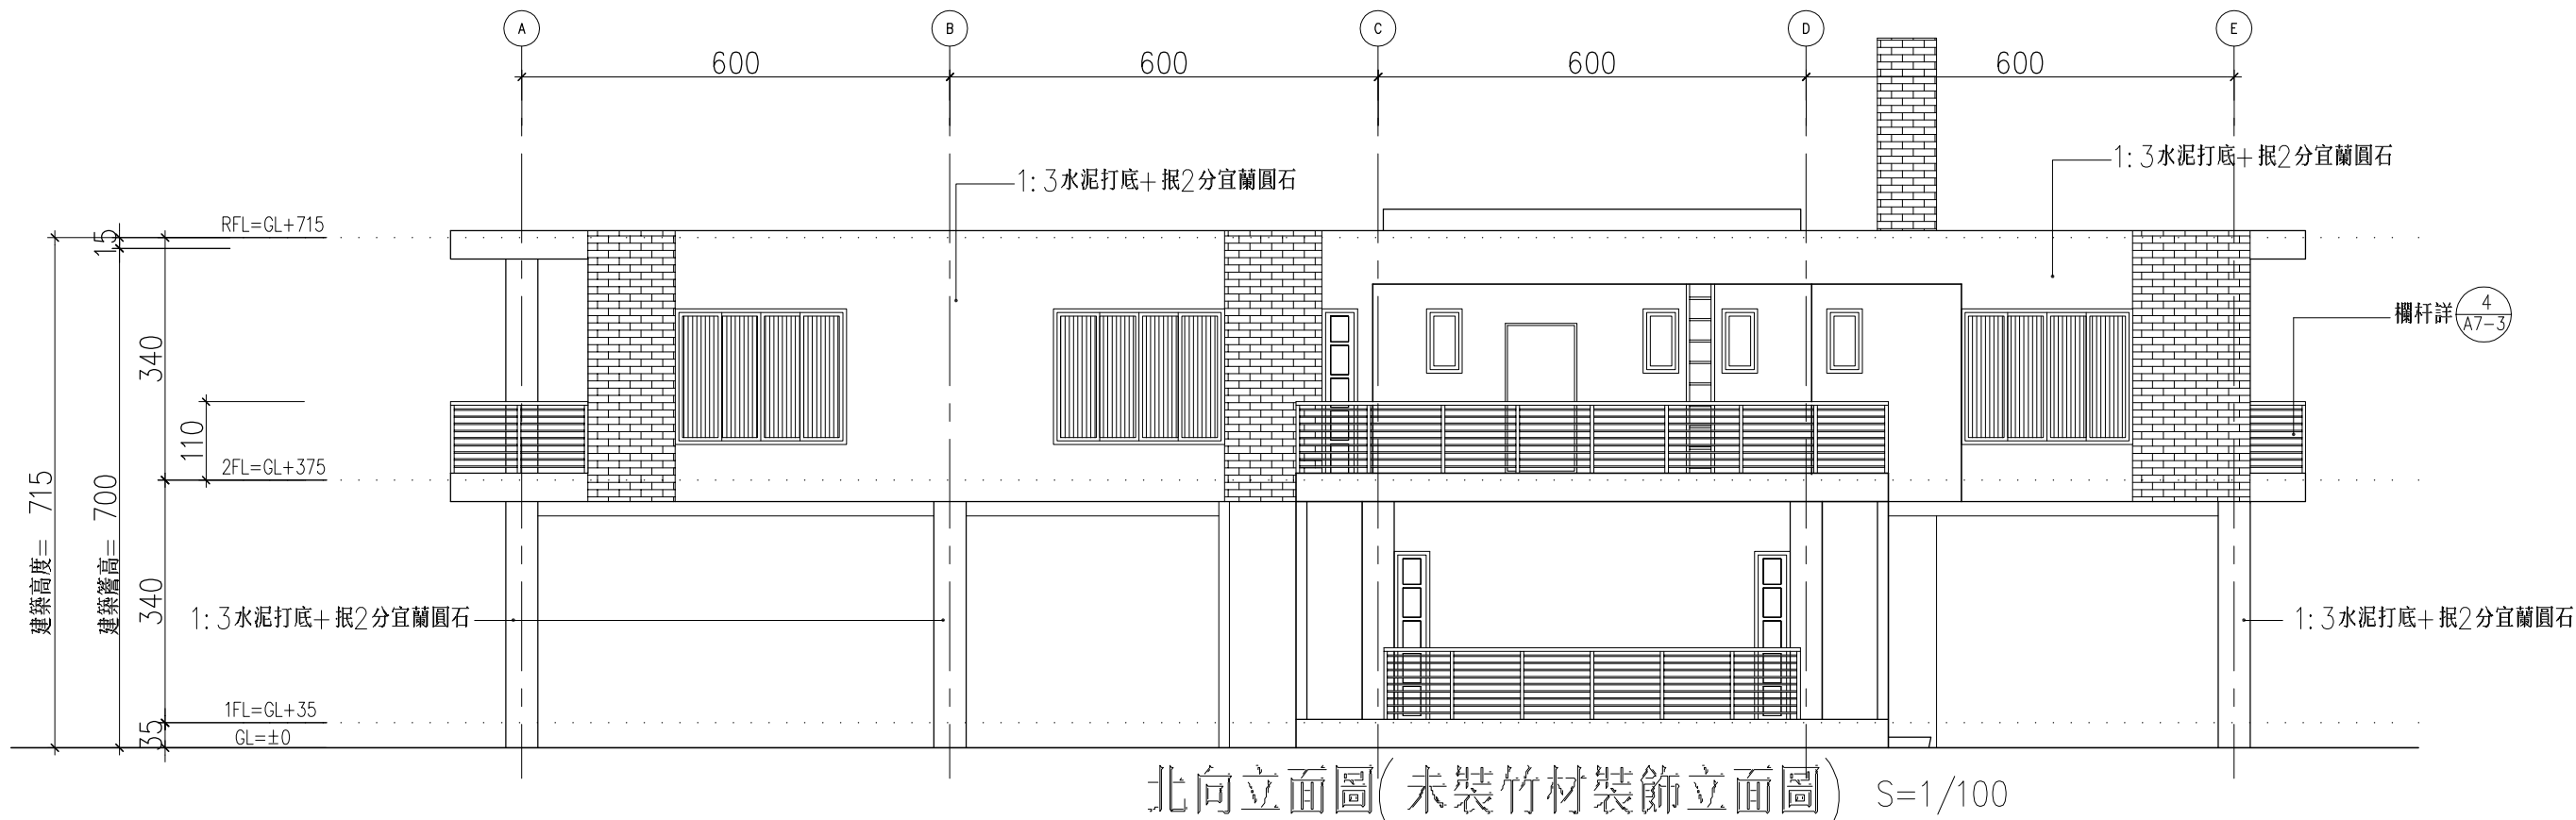 A
B
C
D
E
600
600
600
600
1:3水泥打底+抿2分宜蘭圓石
1:3水泥打底+抿2分宜蘭圓石
RFL=GL+715
15
340
欄杆詳
4
A7-3
110
2FL=GL+375
建築高度= 715
建築簷高= 700
340
1:3水泥打底+抿2分宜蘭圓石
1:3水泥打底+抿2分宜蘭圓石
1FL=GL+35
35
GL=±0
北向立面圖(未裝竹材裝飾立面圖) S=1/100